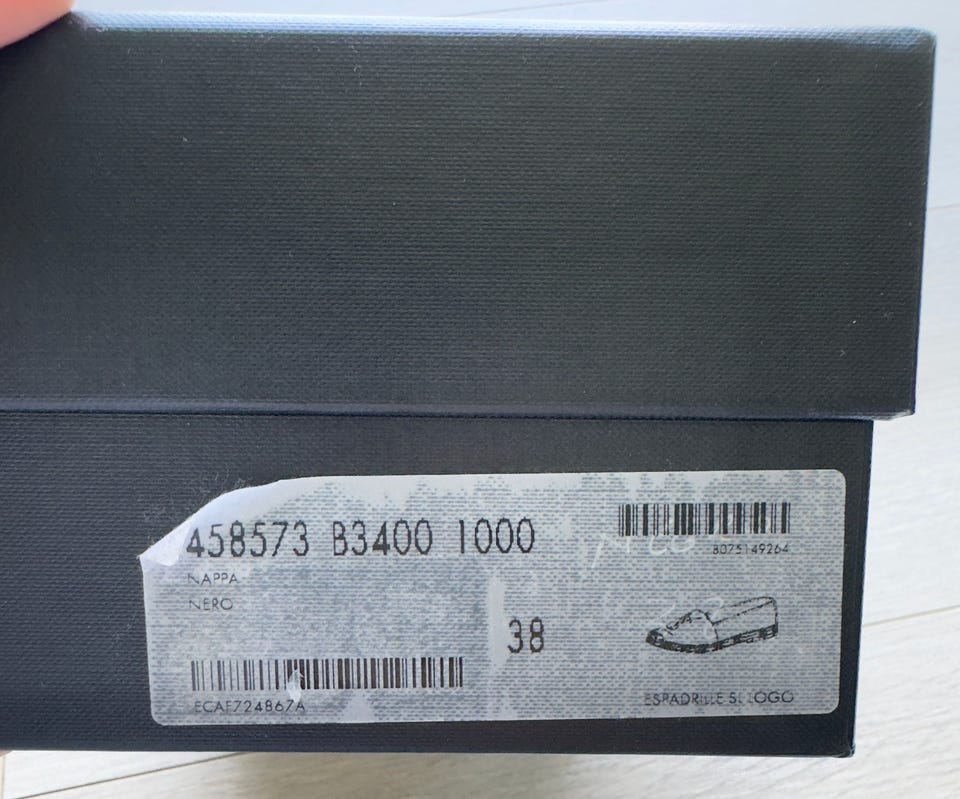 458573 B3400 1000
8075149264
NAPPA
NERO
38
ECAF724867A
ESPADRILLE SL LOGO